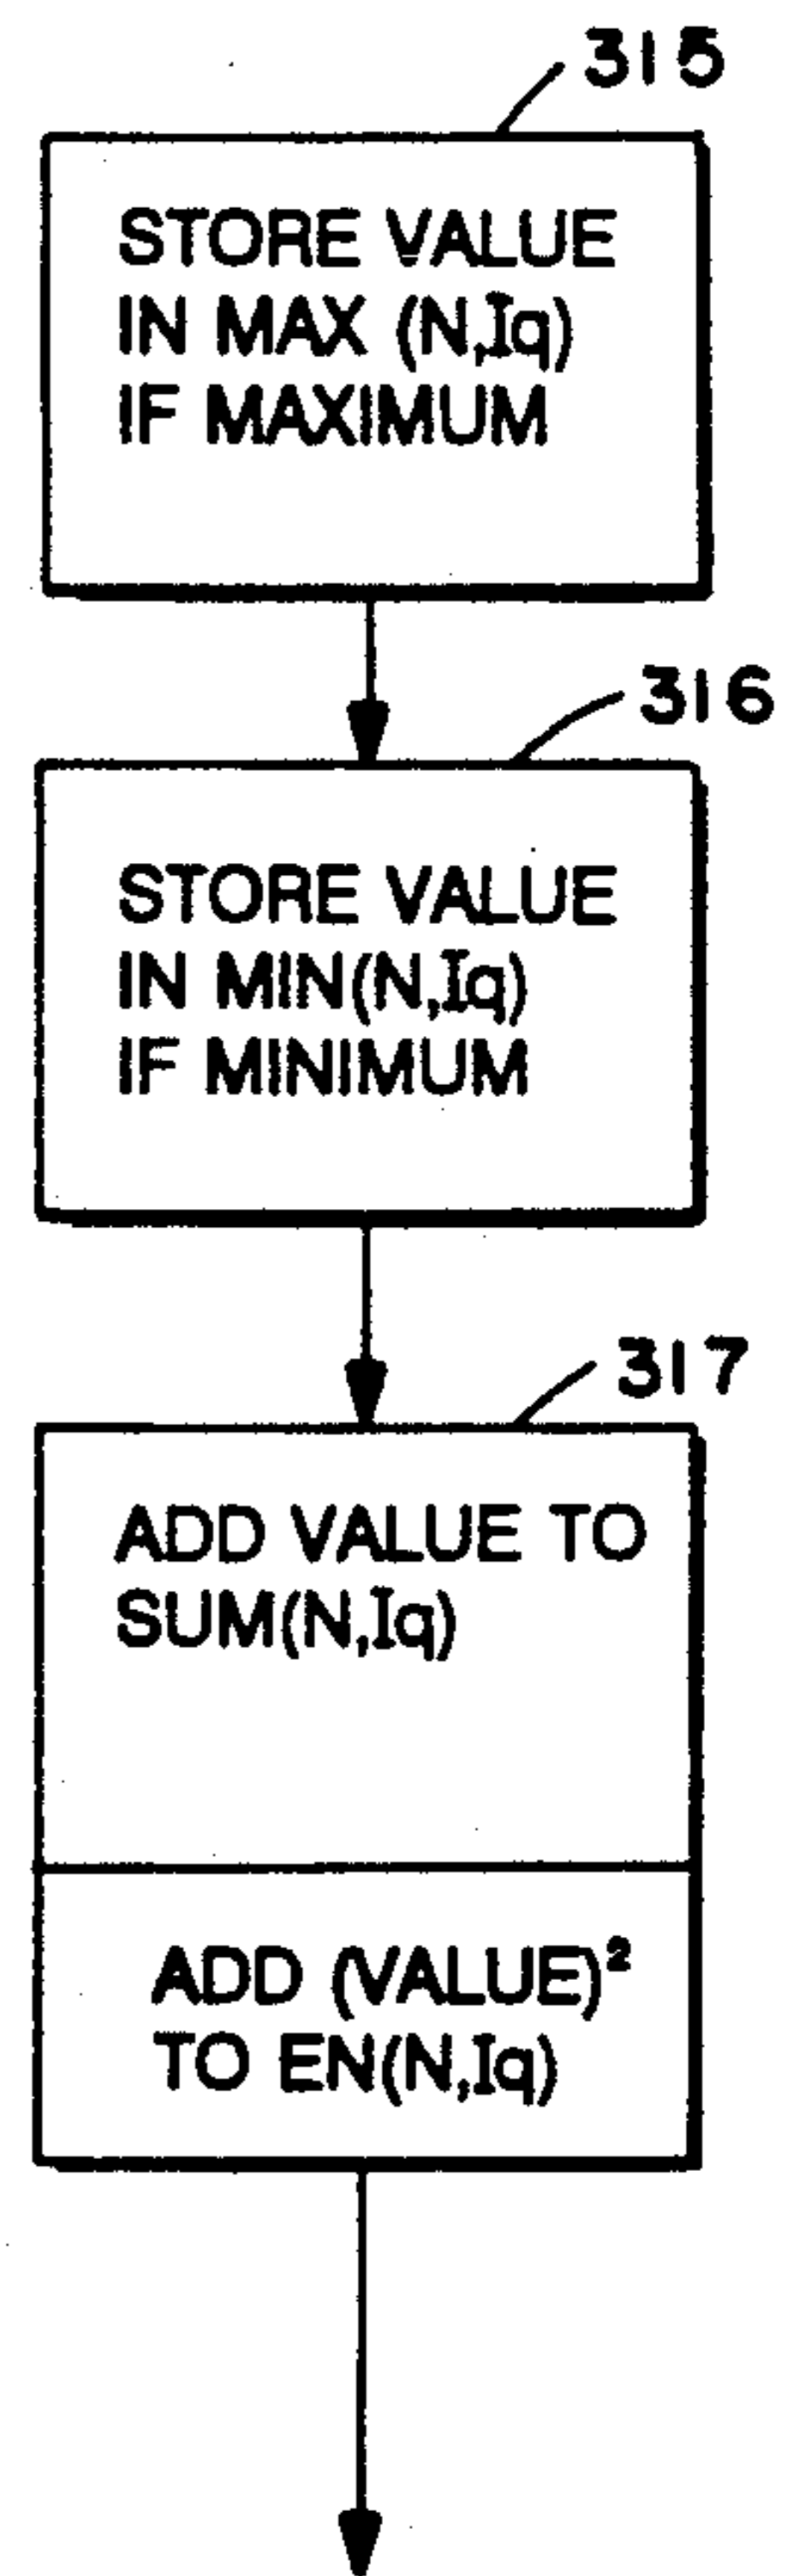 315
STORE VALUE
IN MAX (N,Iq)
IF MAXIMUM
316
STORE VALUE
IN MIN(N,Iq)
IF MINIMUM
317
ADD VALUE TO
SUM(N,Iq)
ADD (VALUE)²
TO EN(N,Iq)